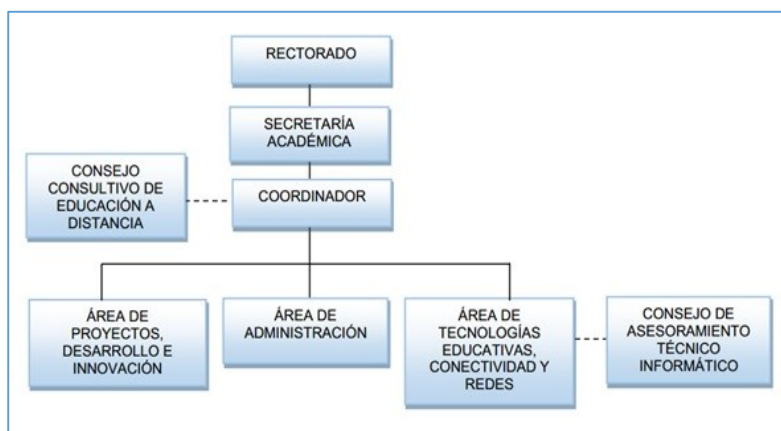 RECTORADO
SECRETARÍA
ACADÉMICA
CONSEJO
CONSULTIVO DE
EDUCACIÓN A
DISTANCIA
COORDINADOR
ÁREA DE
PROYECTOS,
DESARROLLO E
INNOVACIÓN
ÁREA DE
ADMINISTRACIÓN
ÁREA DE
TECNOLOGÍAS
EDUCATIVAS,
CONECTIVIDAD Y
REDES
CONSEJO DE
ASESORAMIENTO
TÉCNICO
INFORMÁTICO